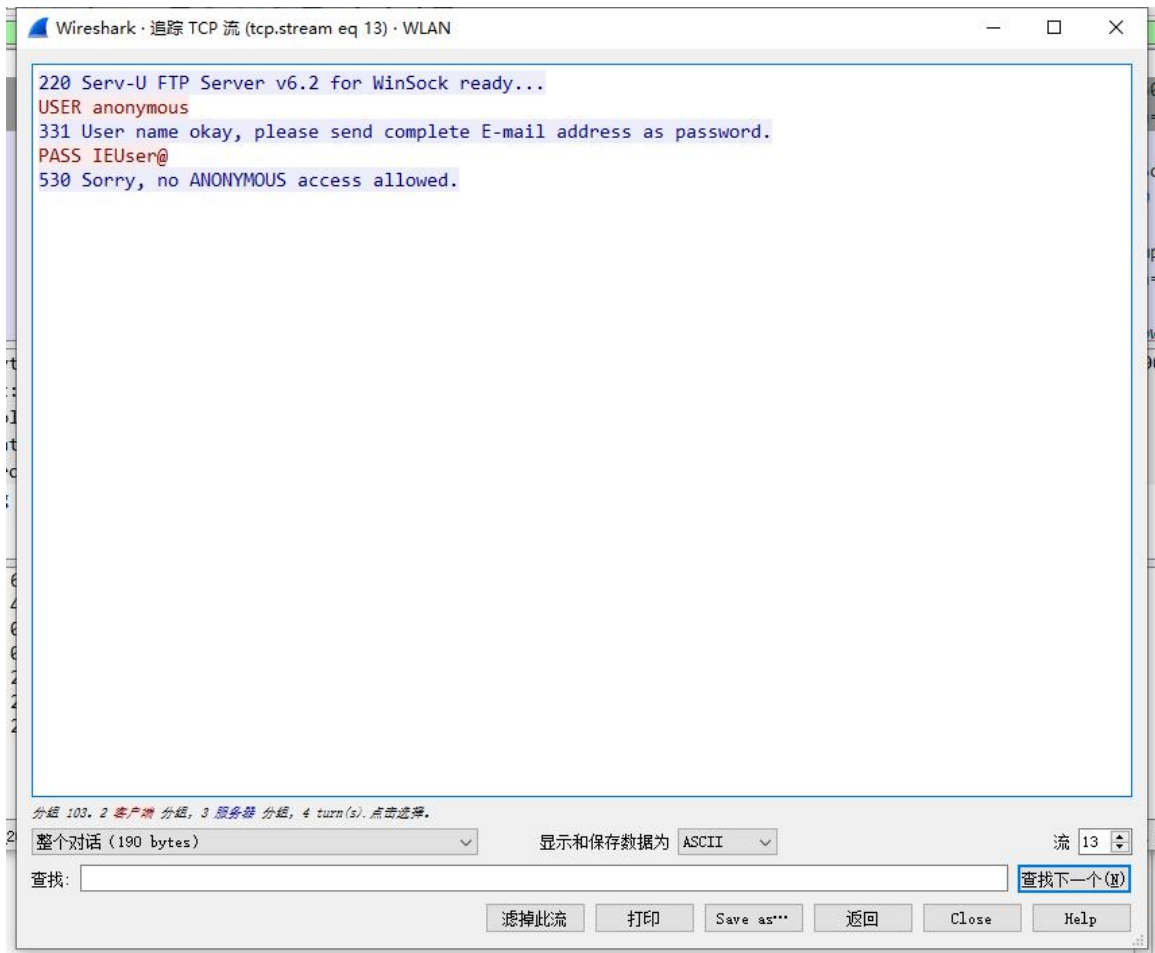 Wireshark · 追踪 TCP 流 (tcp.stream eq 13) · WLAN
220 Serv-U FTP Server v6.2 for WinSock ready...
USER anonymous
331 User name okay, please send complete E-mail address as password.
PASS IEUser@
530 Sorry, no ANONYMOUS access allowed.
分组 103. 2 客户端 分组, 3 服务器 分组, 4 turn(s). 点击选择.
整个对话 (190 bytes) 显示和保存数据为 ASCII 流 13
查找: 查找下一个(N)
滤掉此流 打印 Save as… 返回 Close Help